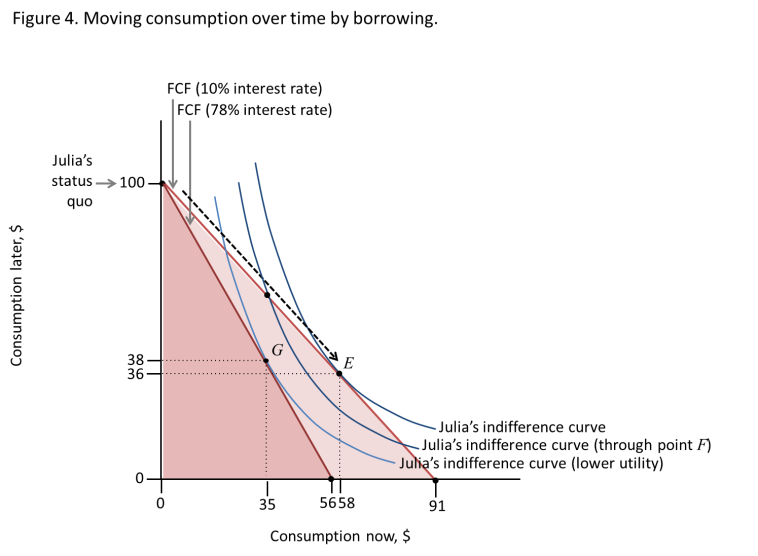 Figure 4. Moving consumption over time by borrowing.
FCF (10% interest rate)
FCF (78% interest rate)
Julia's
status
quo
100
Consumption later, $
38
36
0
G
E
Julia's indifference curve
Julia's indifference curve (through point F)
Julia's indifference curve (lower utility)
0
35
56
58
91
Consumption now, $